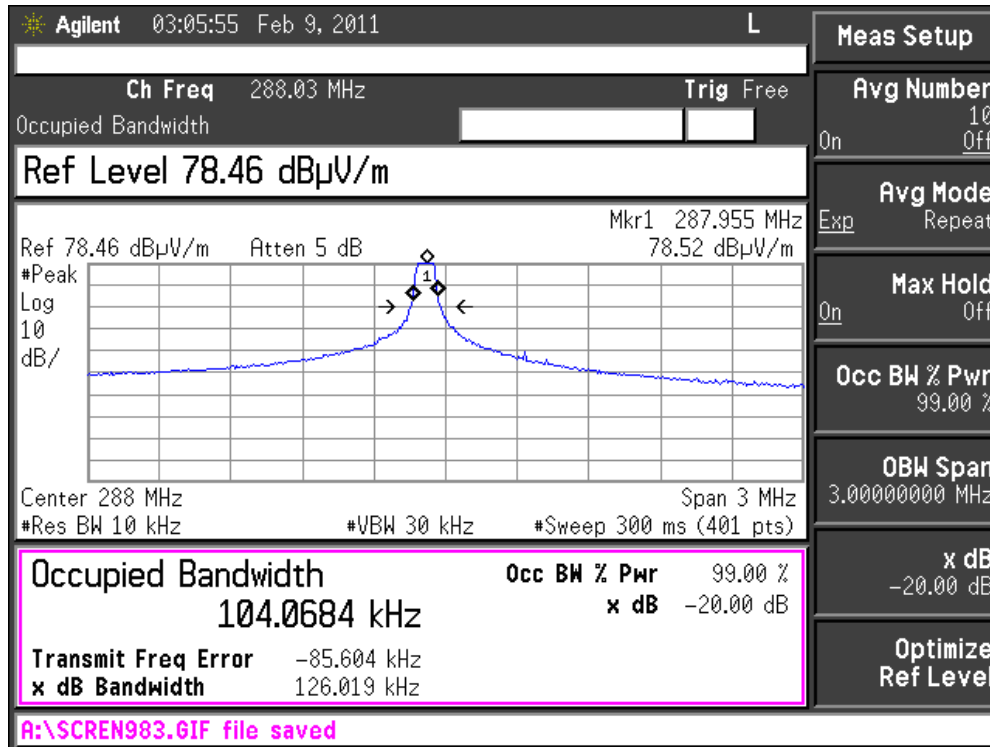 Agilent 03:05:55 Feb 9, 2011 L
Ch Freq 288.03 MHz Trig Free
Occupied Bandwidth
Ref Level 78.46 dBµV/m
Mkr1 287.955 MHz
Ref 78.46 dBµV/m Atten 5 dB 78.52 dBµV/m
#Peak
Log
10
dB/
1
Center 288 MHz Span 3 MHz
#Res BW 10 kHz #VBW 30 kHz #Sweep 300 ms (401 pts)
Occupied Bandwidth Occ BW % Pwr 99.00 %
104.0684 kHz x dB -20.00 dB
Transmit Freq Error -85.604 kHz
x dB Bandwidth 126.019 kHz
A:\SCREN983.GIF file saved
Meas Setup
Avg Number
10
On Off
Avg Mode
Exp Repeat
Max Hold
On Off
Occ BW % Pwr
99.00 %
OBW Span
3.00000000 MHz
x dB
-20.00 dB
Optimize
Ref Level